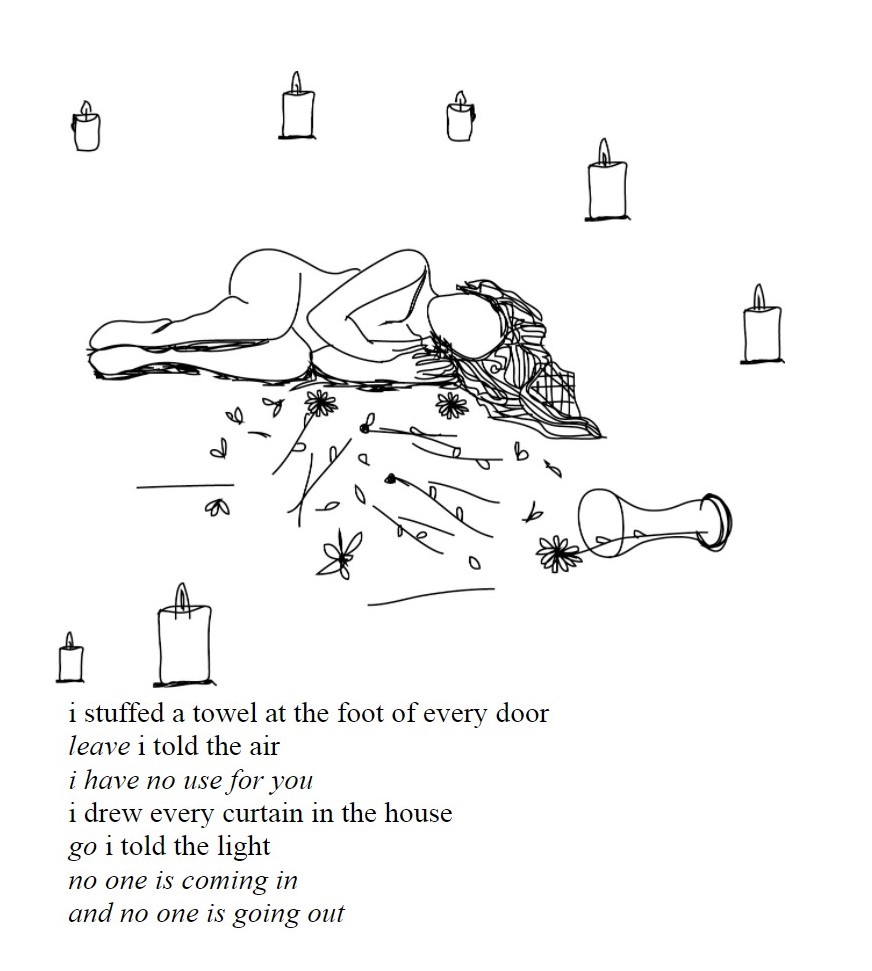 i stuffed a towel at the foot of every door
leave i told the air
i have no use for you
i drew every curtain in the house
go i told the light
no one is coming in
and no one is going out